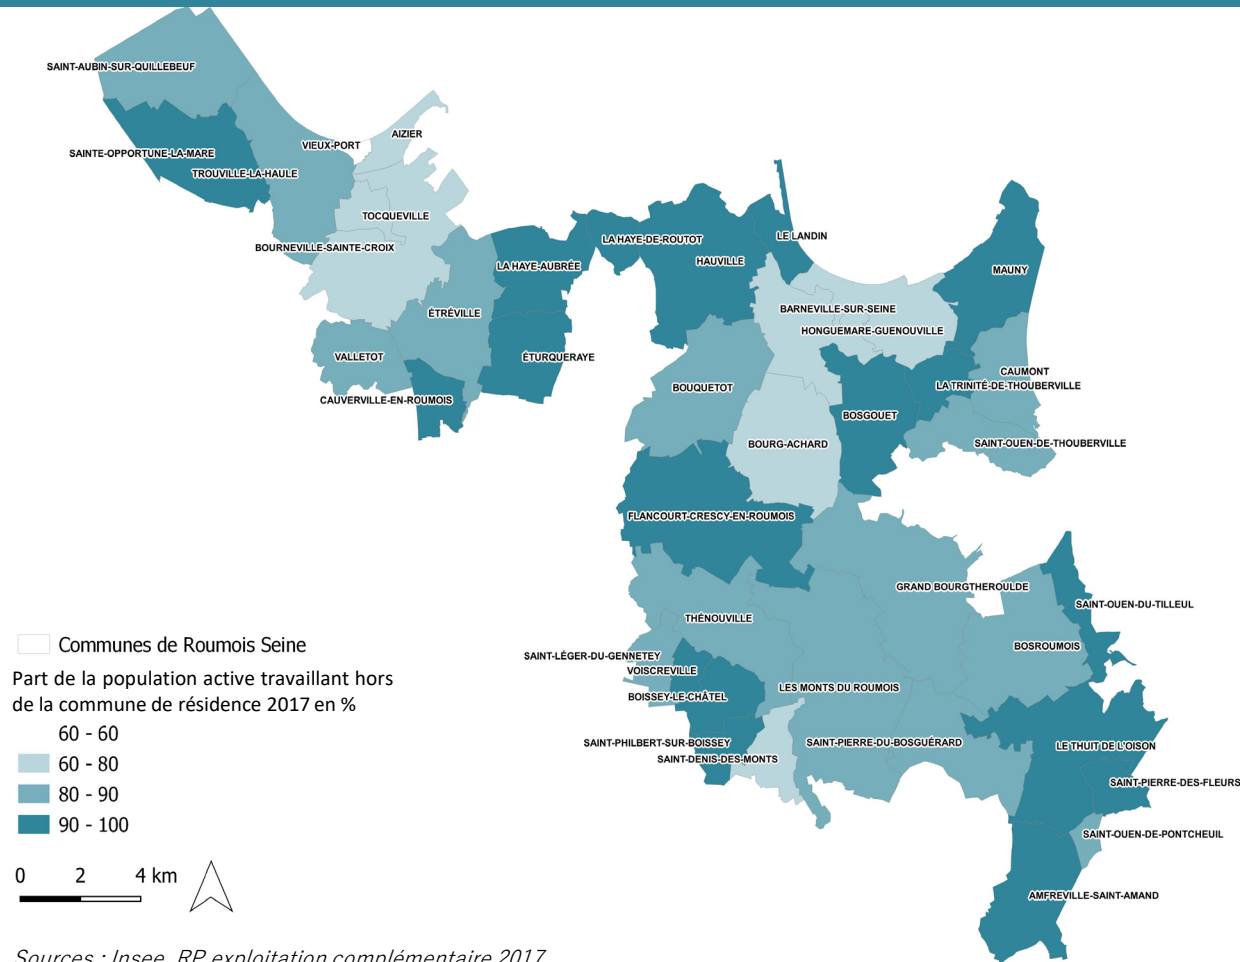 SAINT-AUBIN-SUR-QUILLEBEUF
AIZIER
VIEUX-PORT
SAINTE-OPPORTUNE-LA-MARE
TROUVILLE-LA-HAULE
TOCQUEVILLE
BOURNEVILLE-SAINTE-CROIX
LA HAYE-DE-ROUTOT
LE LANDIN
HAUVILLE
LA HAYE-AUBRÉE
MAUNY
ÉTRÉVILLE
BARNEVILLE-SUR-SEINE
HONGUEMARE-GUENOUVILLE
VALLETOT
ÉTURQUERAYE
CAUMONT
LA TRINITÉ-DE-THOUBERVILLE
BOUQUETOT
CAUVERVILLE-EN-ROUMOIS
BOSGOUET
BOURG-ACHARD
SAINT-OUEN-DE-THOUBERVILLE
FLANCOURT-CRESCY-EN-ROUMOIS
GRAND BOURGTHEROULDE
SAINT-OUEN-DU-TILLEUL
THÉNOUVILLE
BOSROUMOIS
SAINT-LÉGER-DU-GENNETEY
VOISCREVILLE
LES MONTS DU ROUMOIS
BOISSEY-LE-CHÂTEL
SAINT-PHILBERT-SUR-BOISSEY
SAINT-PIERRE-DU-BOSGUÉRARD
LE THUIT DE L'OISON
SAINT-DENIS-DES-MONTS
SAINT-PIERRE-DES-FLEURS
SAINT-OUEN-DE-PONTCHEUIL
AMFREVILLE-SAINT-AMAND
Communes de Roumois Seine
Part de la population active travaillant hors
de la commune de résidence 2017 en %
60 - 60
60 - 80
80 - 90
90 - 100
0 2 4 km
Sources : Insee, RP exploitation complémentaire 2017